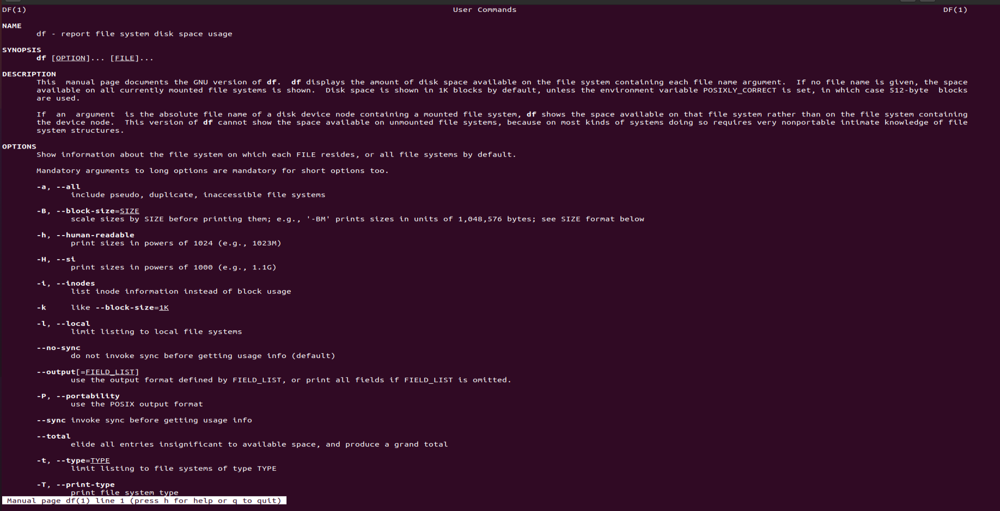 DF(1) User Commands DF(1)
NAME
df - report file system disk space usage
SYNOPSIS
df [OPTION]... [FILE]...
DESCRIPTION
This manual page documents the GNU version of df. df displays the amount of disk space available on the file system containing each file name argument. If no file name is given, the space
available on all currently mounted file systems is shown. Disk space is shown in 1K blocks by default, unless the environment variable POSIXLY_CORRECT is set, in which case 512-byte blocks
are used.
If an argument is the absolute file name of a disk device node containing a mounted file system, df shows the space available on that file system rather than on the file system containing
the device node. This version of df cannot show the space available on unmounted file systems, because on most kinds of systems doing so requires very nonportable intimate knowledge of file
system structures.
OPTIONS
Show information about the file system on which each FILE resides, or all file systems by default.
Mandatory arguments to long options are mandatory for short options too.
-a, --all
include pseudo, duplicate, inaccessible file systems
-B, --block-size=SIZE
scale sizes by SIZE before printing them; e.g., '-BM' prints sizes in units of 1,048,576 bytes; see SIZE format below
-h, --human-readable
print sizes in powers of 1024 (e.g., 1023M)
-H, --si
print sizes in powers of 1000 (e.g., 1.1G)
-i, --inodes
list inode information instead of block usage
-k like --block-size=1K
-l, --local
limit listing to local file systems
--no-sync
do not invoke sync before getting usage info (default)
--output[=FIELD_LIST]
use the output format defined by FIELD_LIST, or print all fields if FIELD_LIST is omitted.
-P, --portability
use the POSIX output format
--sync invoke sync before getting usage info
--total
elide all entries insignificant to available space, and produce a grand total
-t, --type=TYPE
limit listing to file systems of type TYPE
-T, --print-type
print file system type
Manual page df(1) line 1 (press h for help or q to quit)